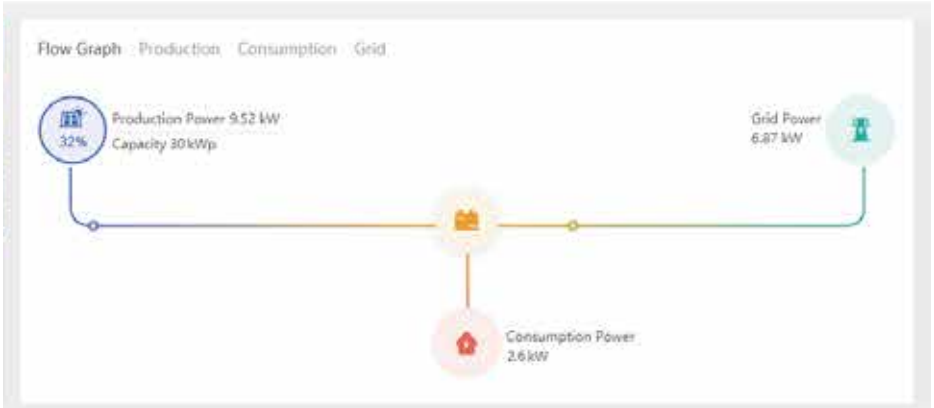 Flow Graph Production Consumption Grid
Production Power 9.52 kW
32%
Capacity 30 kWp
Grid Power
6.87 kW
Consumption Power
2.6 kW